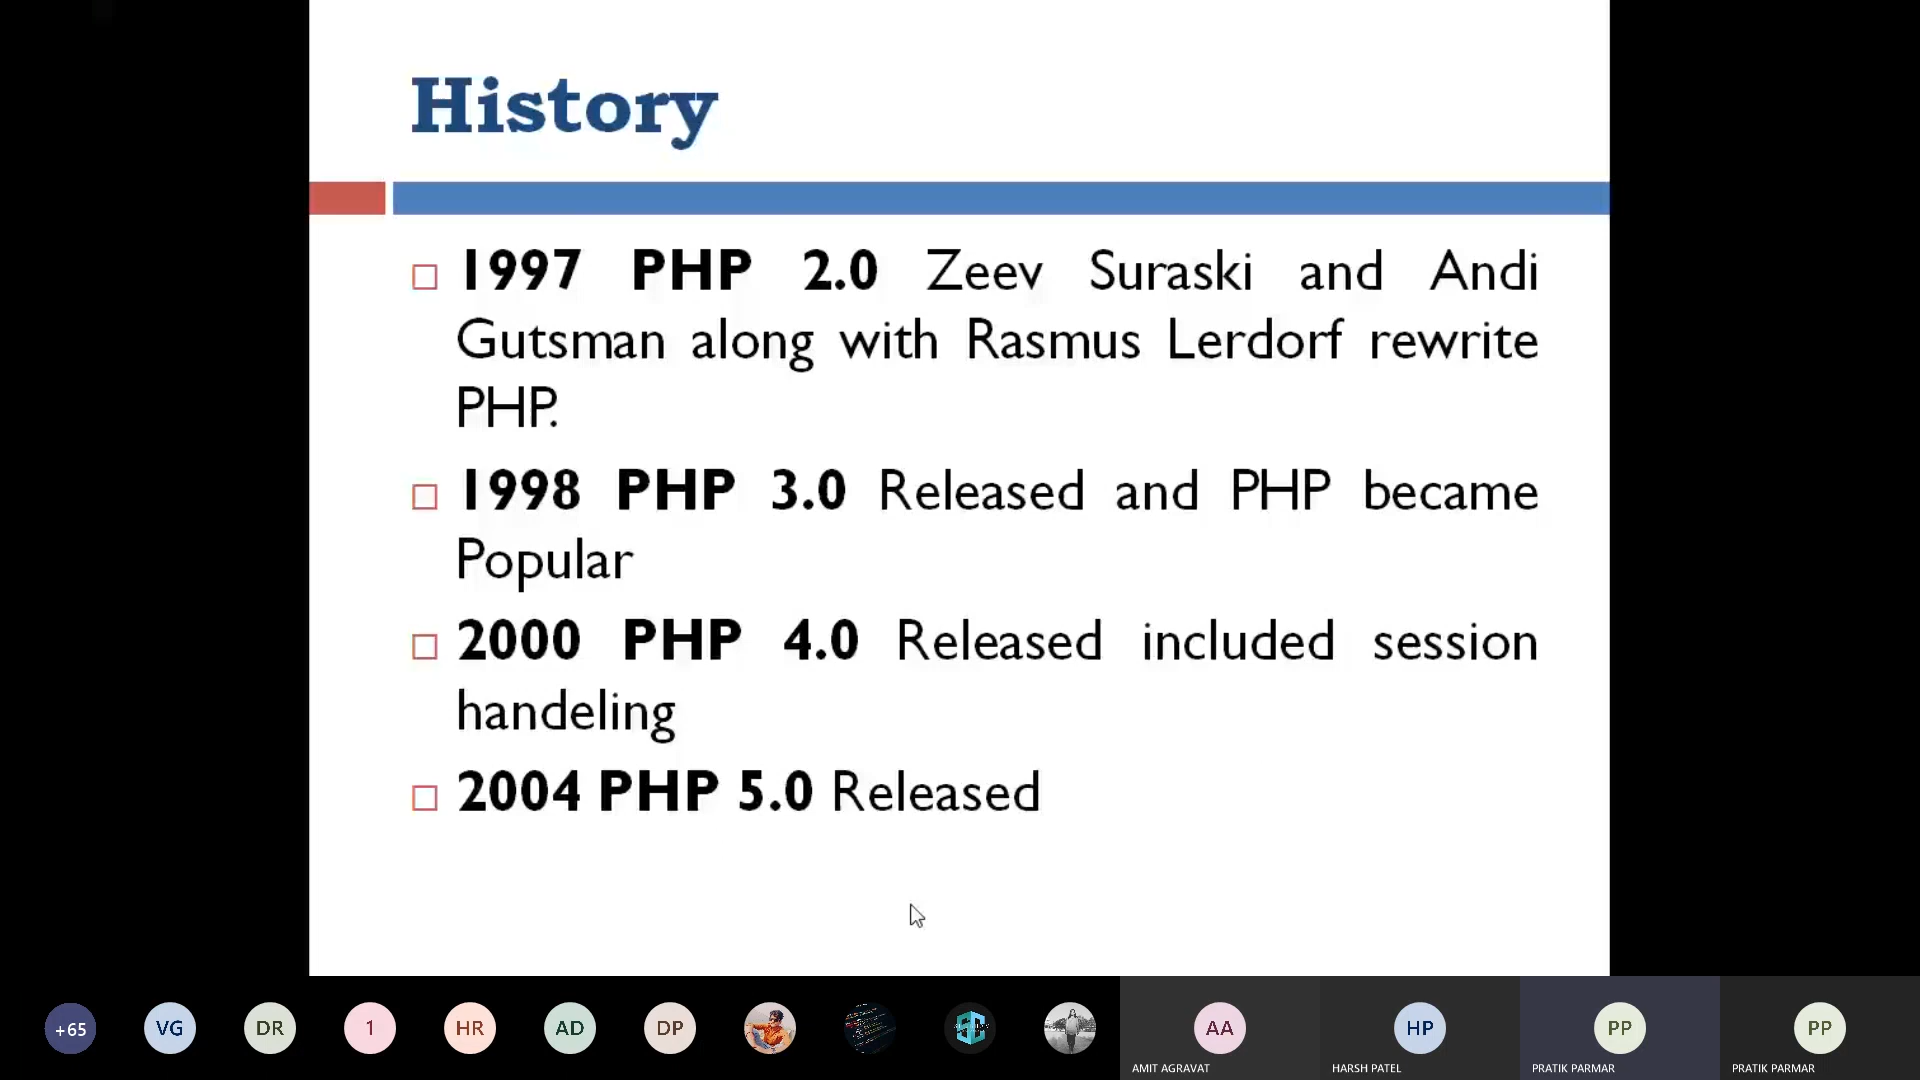 History
1997 PHP 2.0 Zeev Suraski and Andi
Gutsman along with Rasmus Lerdorf rewrite
PHP.
1998 PHP 3.0 Released and PHP became
Popular
2000 PHP 4.0 Released included session
handeling
2004 PHP 5.0 Released
+65 VG DR 1 HR AD DP AA HP PP PP
AMIT AGRAVAT HARSH PATEL PRATIK PARMAR PRATIK PARMAR